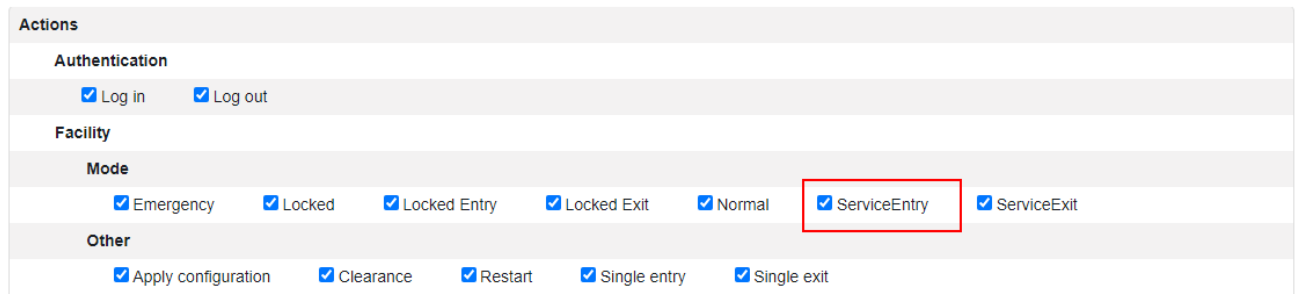 Actions
Authentication
Log in Log out
Facility
Mode
Emergency Locked Locked Entry Locked Exit Normal ServiceEntry ServiceExit
Other
Apply configuration Clearance Restart Single entry Single exit